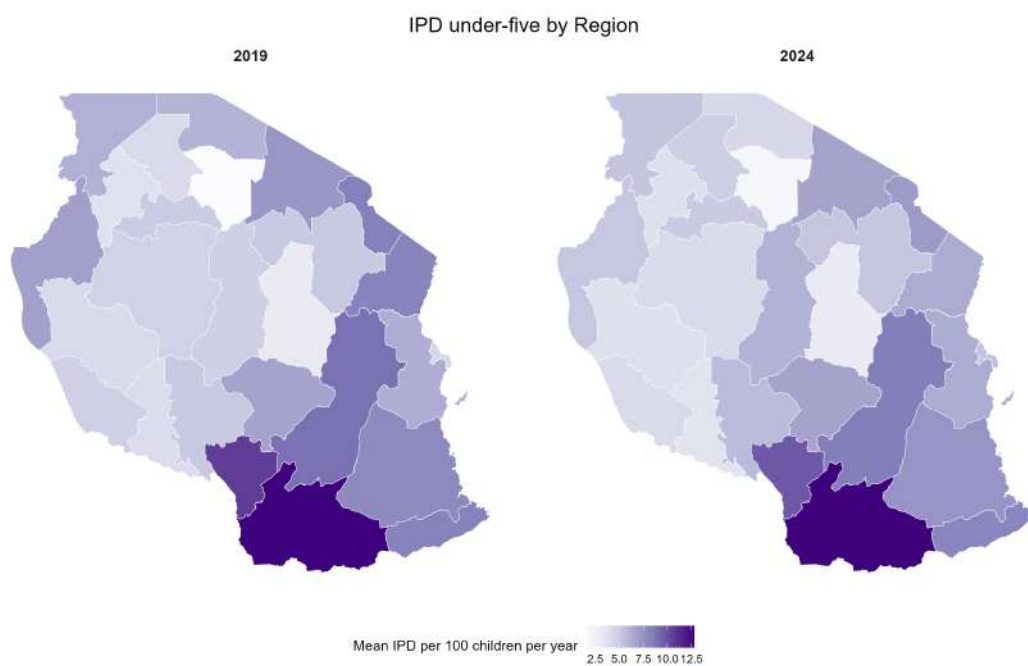 IPD under-five by Region
2019
2024
Mean IPD per 100 children per year
2.5 5.0 7.5 10.0 12.5